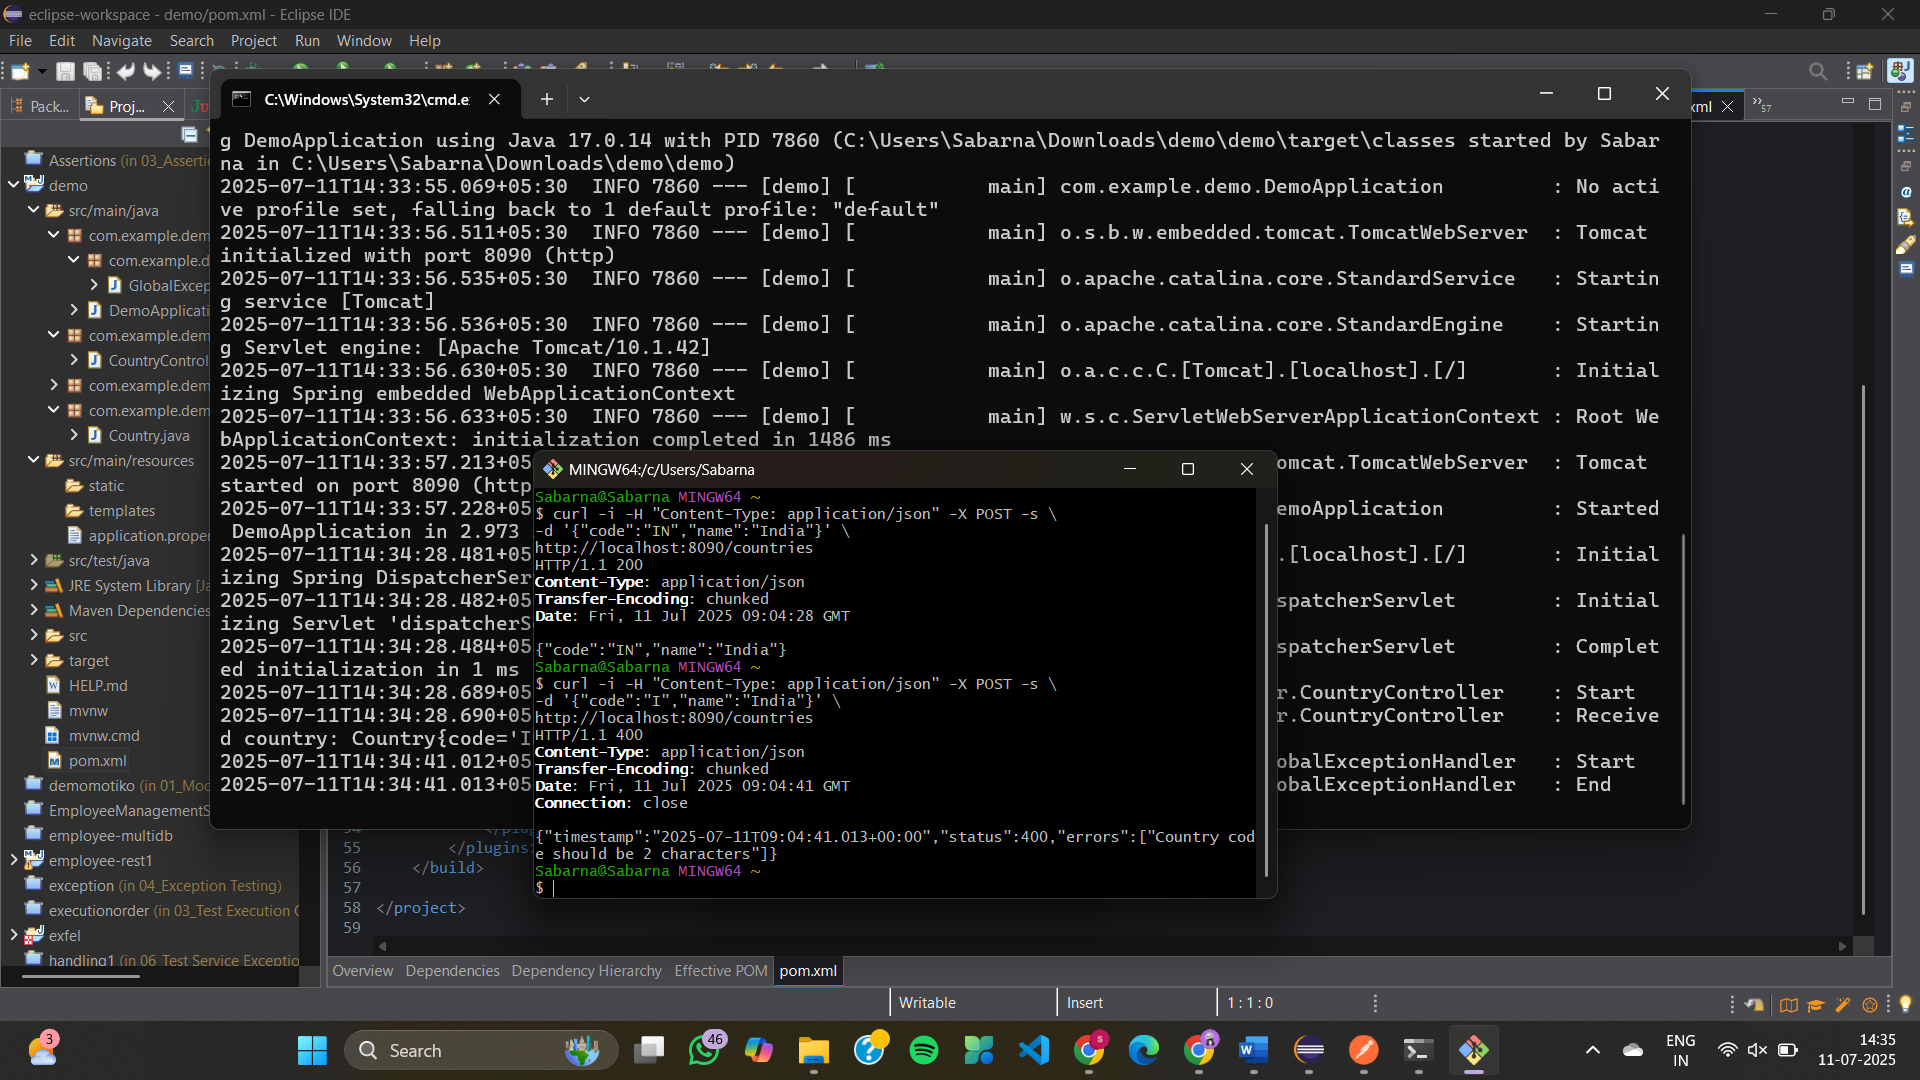 eclipse-workspace - demo/pom.xml - Eclipse IDE
File Edit Navigate Search Project Run Window Help
Pack... Proj... Ju
C:\Windows\System32\cmd.e
xml
57
Assertions (in 03_Asserti
demo
src/main/java
com.example.dem
com.example.d
GlobalExcep
DemoApplicati
com.example.dem
CountryControl
com.example.dem
com.example.dem
Country.java
src/main/resources
static
templates
application.proper
src/test/java
JRE System Library [Ja
Maven Dependencies
src
target
HELP.md
mvnw
mvnw.cmd
pom.xml
demomotiko (in 01_Moc
EmployeeManagementS
employee-multidb
employee-rest1
exception (in 04_Exception Testing)
executionorder (in 03_Test Execution O
exfel
handling1 (in 06_Test Service Exceptio
g DemoApplication using Java 17.0.14 with PID 7860 (C:\Users\Sabarna\Downloads\demo\demo\target\classes started by Sabar
na in C:\Users\Sabarna\Downloads\demo\demo)
2025-07-11T14:33:55.069+05:30  INFO 7860 --- [demo] [           main] com.example.demo.DemoApplication         : No acti
ve profile set, falling back to 1 default profile: "default"
2025-07-11T14:33:56.511+05:30  INFO 7860 --- [demo] [           main] o.s.b.w.embedded.tomcat.TomcatWebServer  : Tomcat
initialized with port 8090 (http)
2025-07-11T14:33:56.535+05:30  INFO 7860 --- [demo] [           main] o.apache.catalina.core.StandardService   : Startin
g service [Tomcat]
2025-07-11T14:33:56.536+05:30  INFO 7860 --- [demo] [           main] o.apache.catalina.core.StandardEngine    : Startin
g Servlet engine: [Apache Tomcat/10.1.42]
2025-07-11T14:33:56.630+05:30  INFO 7860 --- [demo] [           main] o.a.c.c.C.[Tomcat].[localhost].[/]       : Initial
izing Spring embedded WebApplicationContext
2025-07-11T14:33:56.633+05:30  INFO 7860 --- [demo] [           main] w.s.c.ServletWebServerApplicationContext : Root We
bApplicationContext: initialization completed in 1486 ms
2025-07-11T14:33:57.213+05 omcat.TomcatWebServer  : Tomcat
started on port 8090 (http
2025-07-11T14:33:57.228+05 emoApplication         : Started
DemoApplication in 2.973
2025-07-11T14:34:28.481+05 .[localhost].[/]       : Initial
izing Spring DispatcherSer
2025-07-11T14:34:28.482+05 spatcherServlet        : Initial
izing Servlet 'dispatcherS
2025-07-11T14:34:28.484+05 spatcherServlet        : Complet
ed initialization in 1 ms
2025-07-11T14:34:28.689+05 r.CountryController    : Start
2025-07-11T14:34:28.690+05 r.CountryController    : Receive
d country: Country{code='I
2025-07-11T14:34:41.012+05 obalExceptionHandler   : Start
2025-07-11T14:34:41.013+05 obalExceptionHandler   : End
MINGW64:/c/Users/Sabarna
Sabarna@Sabarna MINGW64 ~
$ curl -i -H "Content-Type: application/json" -X POST -s \
-d '{"code":"IN","name":"India"}' \
http://localhost:8090/countries
HTTP/1.1 200
Content-Type: application/json
Transfer-Encoding: chunked
Date: Fri, 11 Jul 2025 09:04:28 GMT
{"code":"IN","name":"India"}
Sabarna@Sabarna MINGW64 ~
$ curl -i -H "Content-Type: application/json" -X POST -s \
-d '{"code":"I","name":"India"}' \
http://localhost:8090/countries
HTTP/1.1 400
Content-Type: application/json
Transfer-Encoding: chunked
Date: Fri, 11 Jul 2025 09:04:41 GMT
Connection: close
{"timestamp":"2025-07-11T09:04:41.013+00:00","status":400,"errors":["Country cod
e should be 2 characters"]}
Sabarna@Sabarna MINGW64 ~
$
55 </plugins>
56 </build>
57
58 </project>
59
Overview Dependencies Dependency Hierarchy Effective POM pom.xml
Writable Insert 1 : 1 : 0
3
Search
46
ENG
IN
14:35
11-07-2025